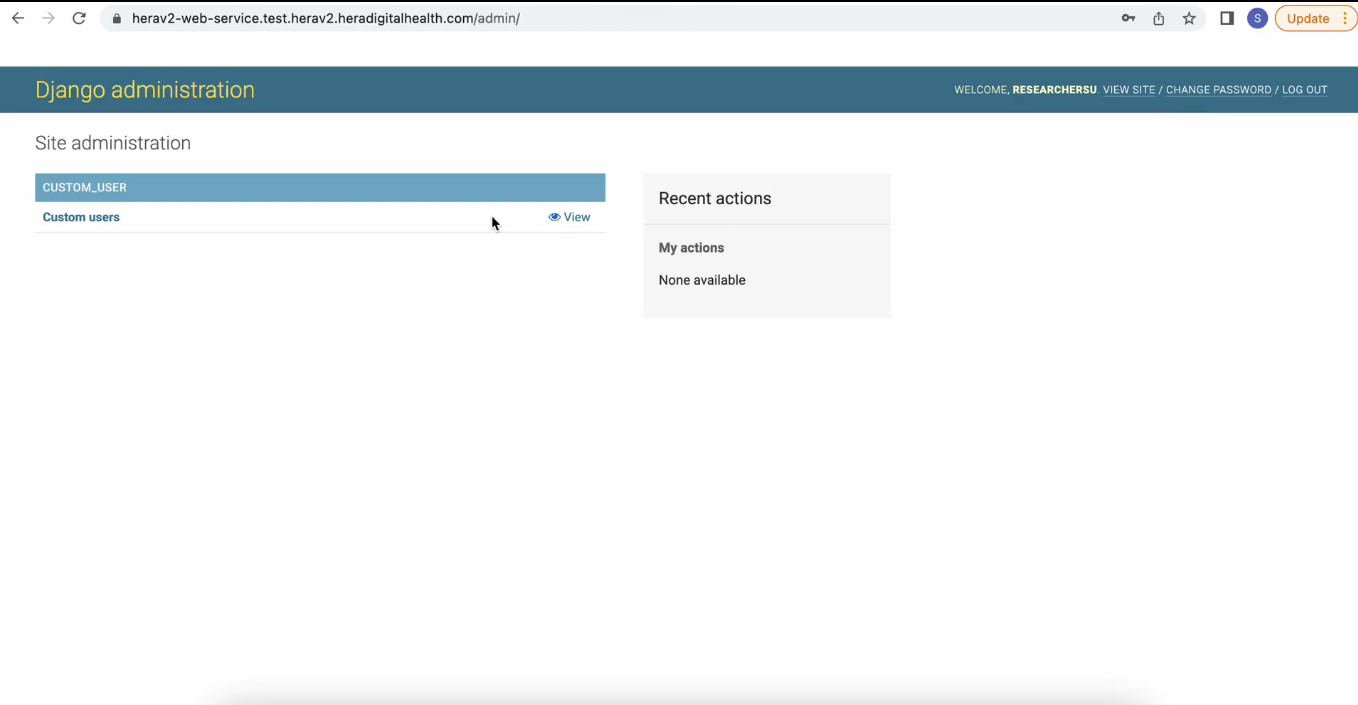 herav2-web-service.test.herav2.heradigitalhealth.com/admin/
S
Update
Django administration
WELCOME, RESEARCHERSU. VIEW SITE / CHANGE PASSWORD / LOG OUT
Site administration
CUSTOM_USER
Custom users
View
Recent actions
My actions
None available